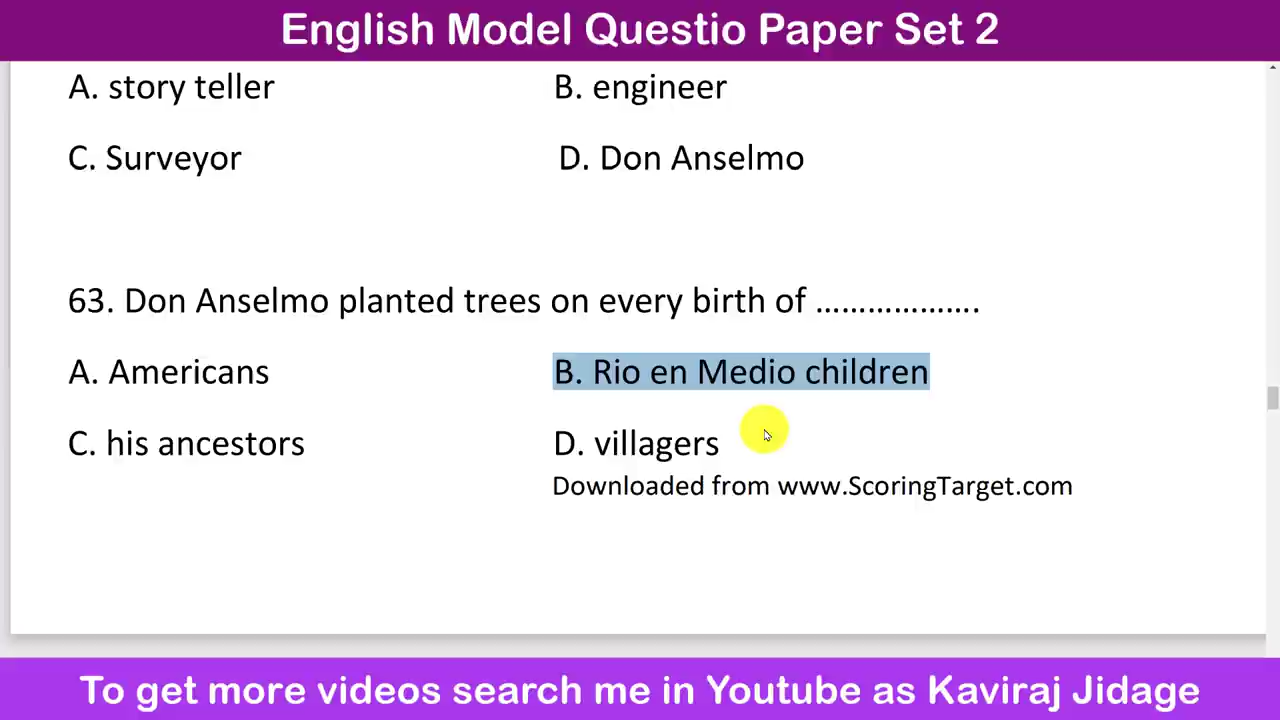 English Model Questio Paper Set 2
A. story teller B. engineer
C. Surveyor D. Don Anselmo
63. Don Anselmo planted trees on every birth of ………………….
A. Americans B. Rio en Medio children
C. his ancestors D. villagers
Downloaded from www.ScoringTarget.com
To get more videos search me in Youtube as Kaviraj Jidage